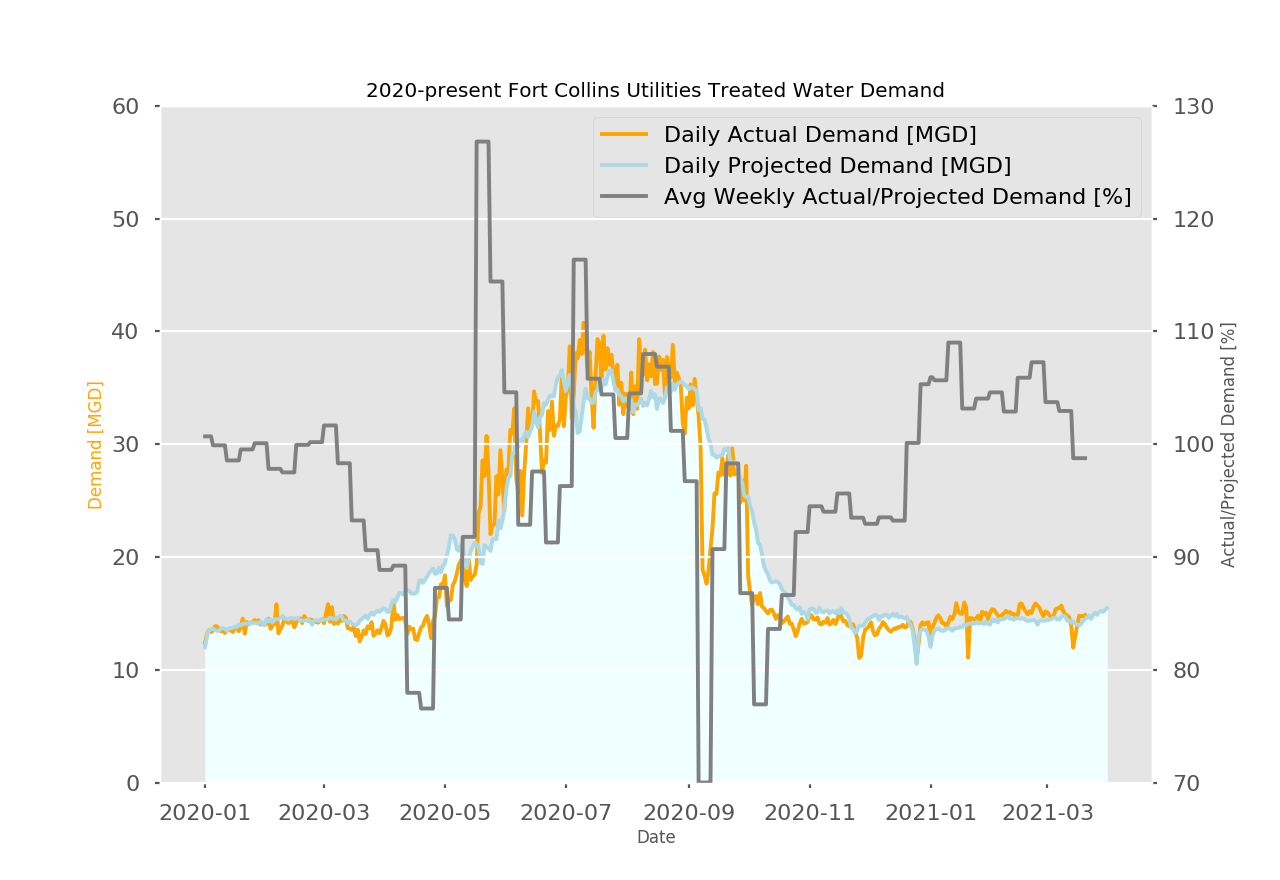 2020-present Fort Collins Utilities Treated Water Demand
60
50
40
30
20
10
0
Demand [MGD]
Daily Actual Demand [MGD]
Daily Projected Demand [MGD]
Avg Weekly Actual/Projected Demand [%]
130
120
110
100
90
80
70
Actual/Projected Demand [%]
2020-01 2020-03 2020-05 2020-07 2020-09 2020-11 2021-01 2021-03
Date